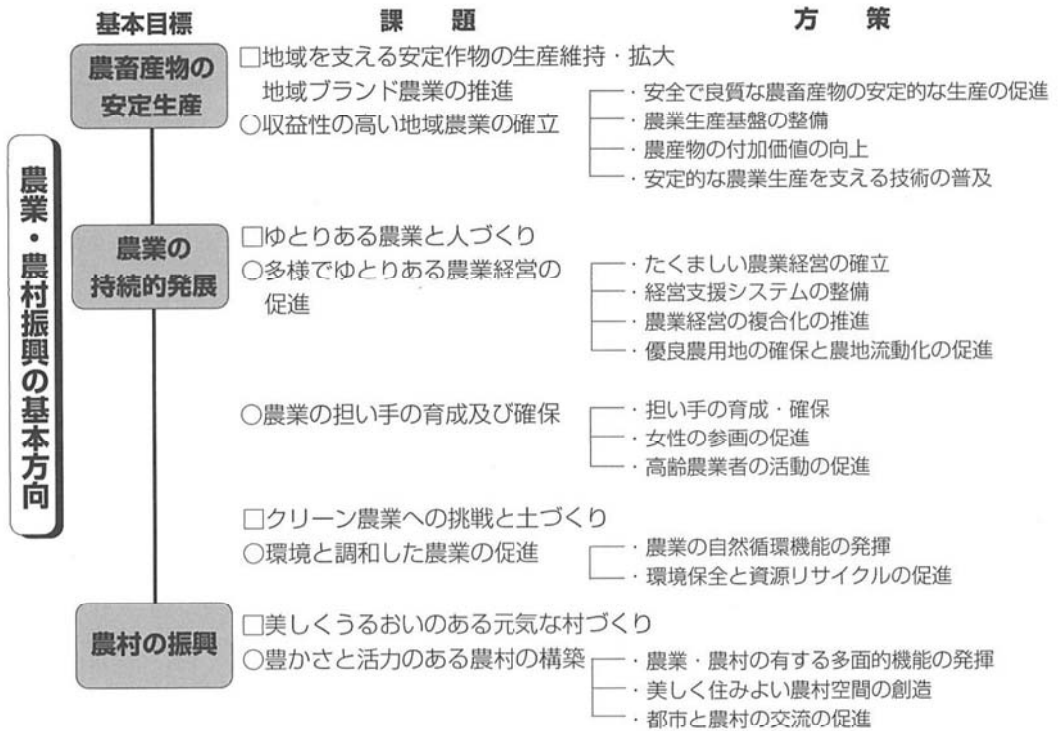 基本目標 課題 方策
農業・農村振興の基本方向
農畜産物の
安定生産
□地域を支える安定作物の生産維持・拡大
地域ブランド農業の推進
○収益性の高い地域農業の確立
・安全で良質な農畜産物の安定的な生産の促進
・農業生産基盤の整備
・農産物の付加価値の向上
・安定的な農業生産を支える技術の普及
農業の
持続的発展
□ゆとりある農業と人づくり
○多様でゆとりある農業経営の
促進
・たくましい農業経営の確立
・経営支援システムの整備
・農業経営の複合化の推進
・優良農用地の確保と農地流動化の促進
○農業の担い手の育成及び確保
・担い手の育成・確保
・女性の参画の促進
・高齢農業者の活動の促進
□クリーン農業への挑戦と土づくり
○環境と調和した農業の促進
・農業の自然循環機能の発揮
・環境保全と資源リサイクルの促進
農村の振興
□美しくうるおいのある元気な村づくり
○豊かさと活力のある農村の構築
・農業・農村の有する多面的機能の発揮
・美しく住みよい農村空間の創造
・都市と農村の交流の促進